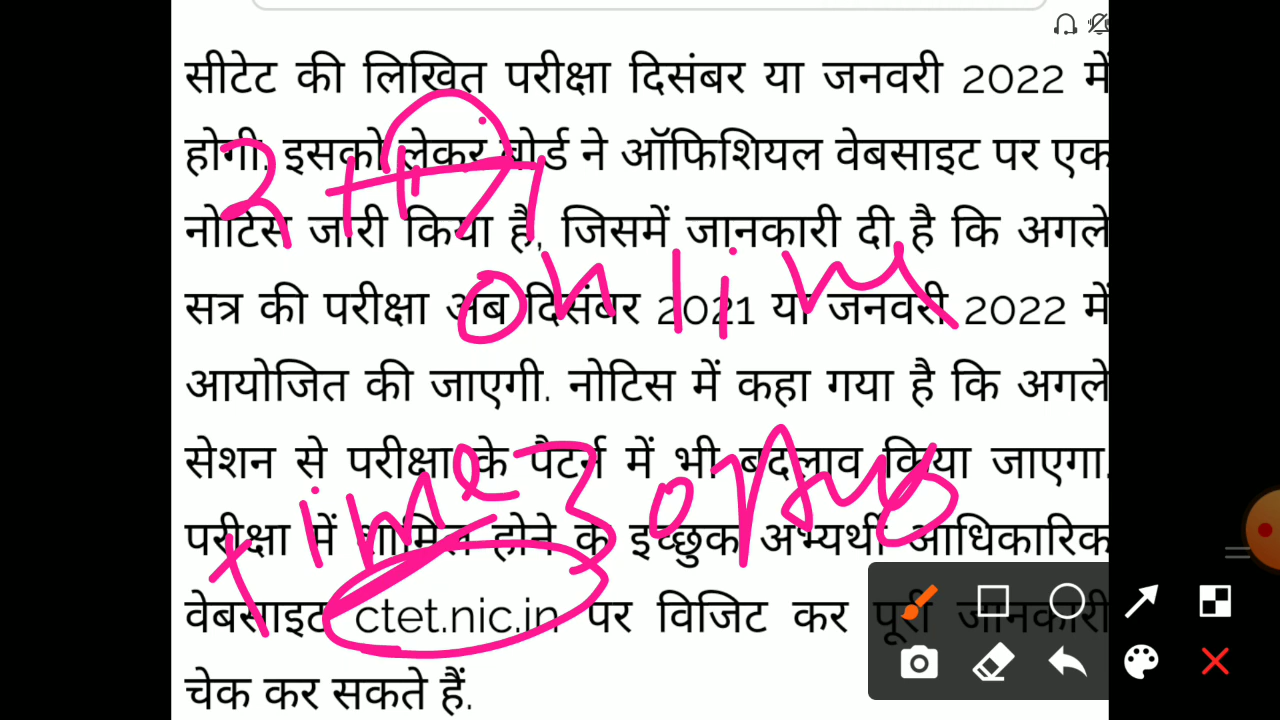 सीटेट की लिखित परीक्षा दिसंबर या जनवरी 2022 में
होगी. इसको लेकर बोर्ड ने ऑफिशियल वेबसाइट पर एक
नोटिस जारी किया है, जिसमें जानकारी दी है कि अगले
सत्र की परीक्षा अब दिसंबर 2021 या जनवरी 2022 में
online
आयोजित की जाएगी. नोटिस में कहा गया है कि अगले
सेशन से परीक्षा के पैटर्न में भी बदलाव किया जाएगा.
time
परीक्षा में शामिल होने के इच्छुक अभ्यर्थी आधिकारिक
वेबसाइट ctet.nic.in पर विजिट कर पूरी जानकारी
चेक कर सकते हैं.